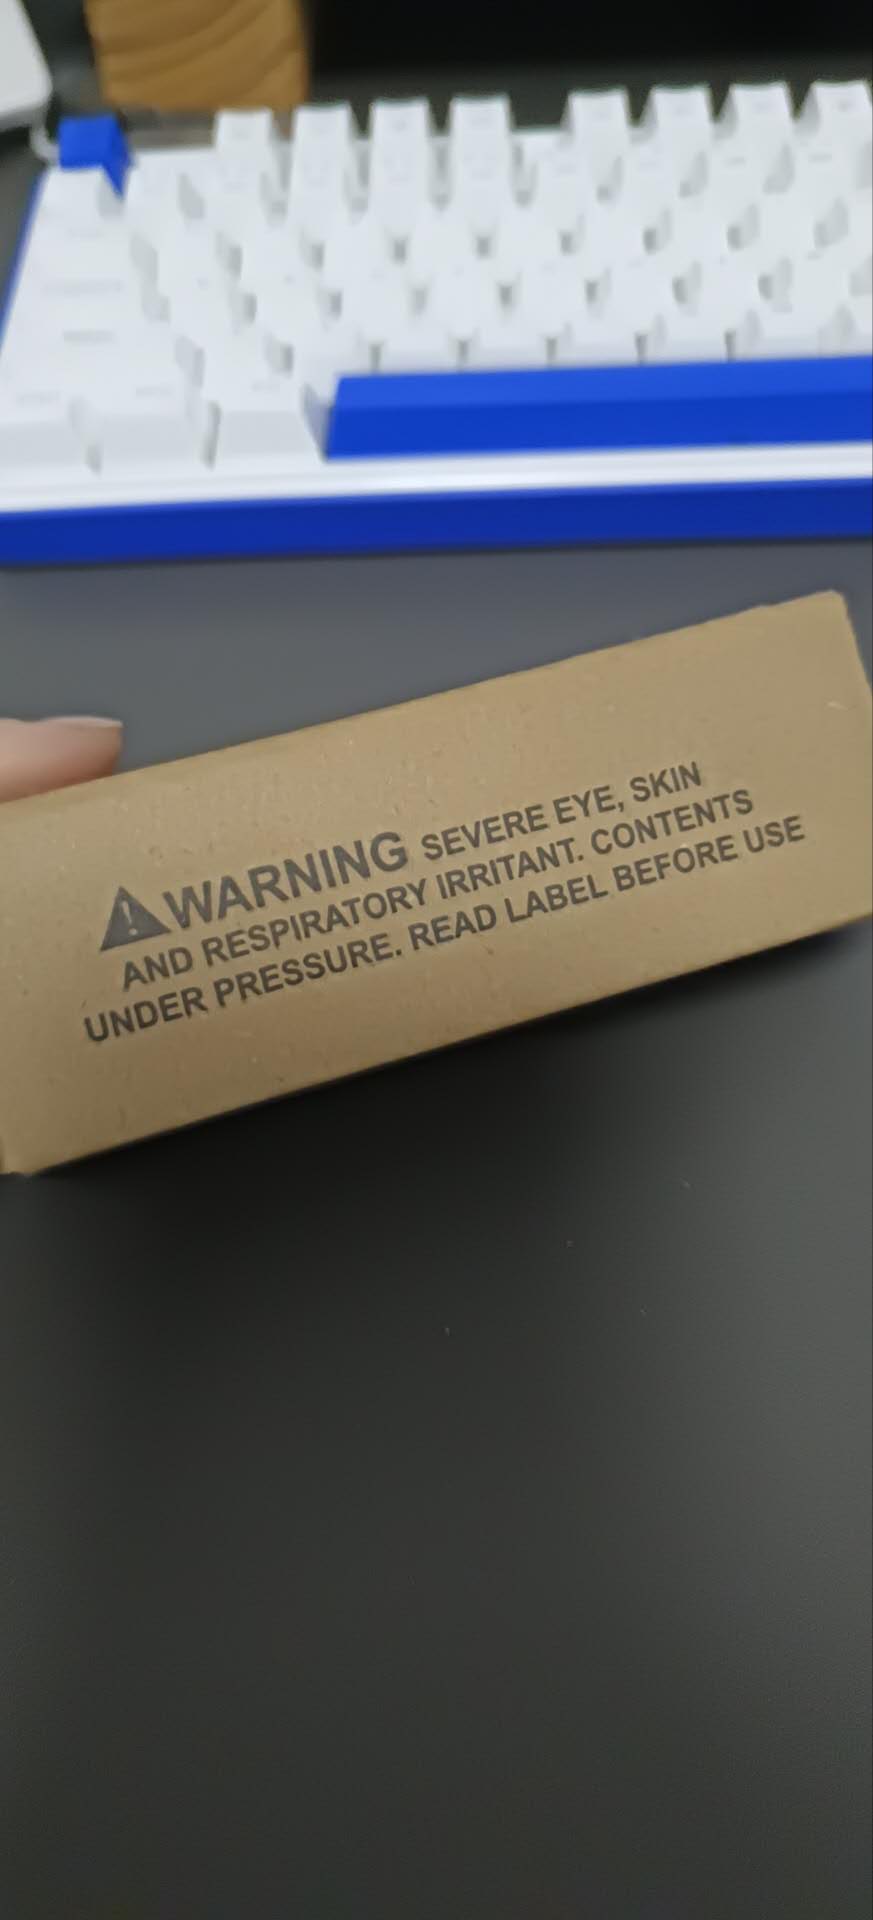 WARNING SEVERE EYE, SKIN
AND RESPIRATORY IRRITANT. CONTENTS
UNDER PRESSURE. READ LABEL BEFORE USE